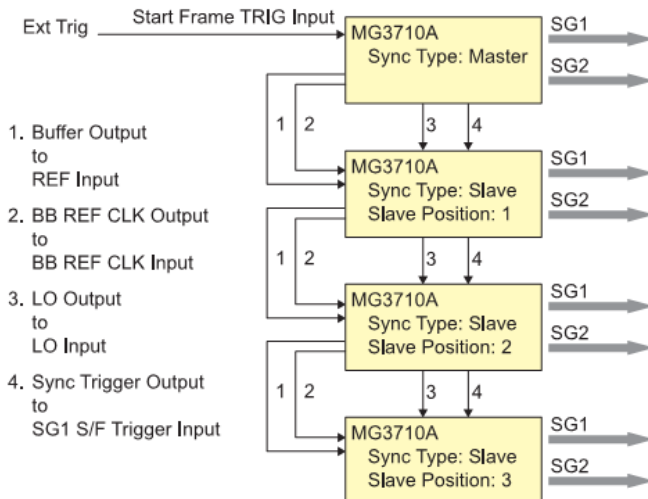 Ext Trig
Start Frame TRIG Input
MG3710A
Sync Type: Master
SG1
SG2
1 2 3 4
1. Buffer Output
to
REF Input
2. BB REF CLK Output
to
BB REF CLK Input
3. LO Output
to
LO Input
4. Sync Trigger Output
to
SG1 S/F Trigger Input
MG3710A
Sync Type: Slave
Slave Position: 1
SG1
SG2
1 2 3 4
MG3710A
Sync Type: Slave
Slave Position: 2
SG1
SG2
1 2 3 4
MG3710A
Sync Type: Slave
Slave Position: 3
SG1
SG2